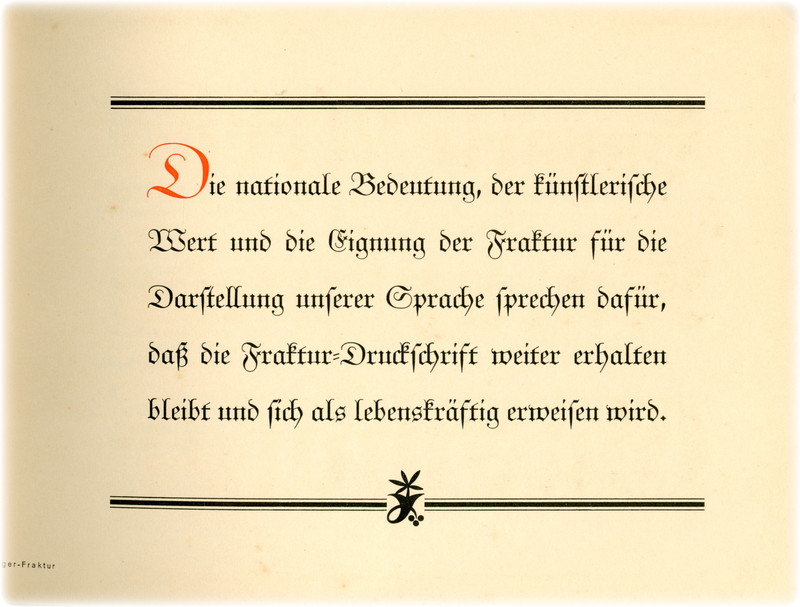 Die nationale Bedeutung, der künstlerische
Wert und die Eignung der Fraktur für die
Darstellung unserer Sprache sprechen dafür,
daß die Fraktur-Druckschrift weiter erhalten
bleibt und sich als lebenskräftig erweisen wird.
ger-Fraktur